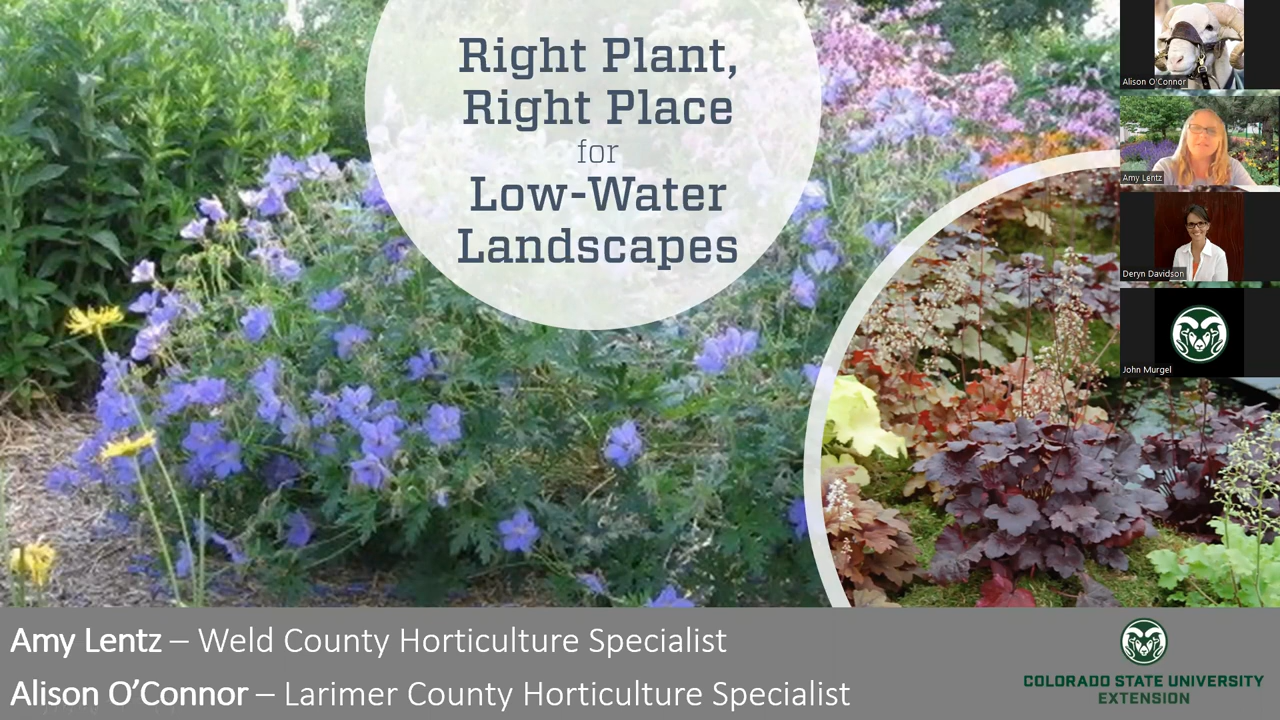 Right Plant,
Right Place
for
Low-Water
Landscapes
Alison O'Connor
Amy Lentz
Deryn Davidson
John Murgel
Amy Lentz – Weld County Horticulture Specialist
Alison O'Connor – Larimer County Horticulture Specialist
COLORADO STATE UNIVERSITY
EXTENSION